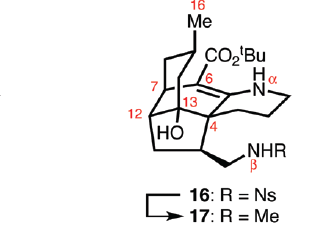 16
Me
CO₂ᵗBu
7
6
H
α
N
12
13
HO
4
NHR
β
16: R = Ns
17: R = Me